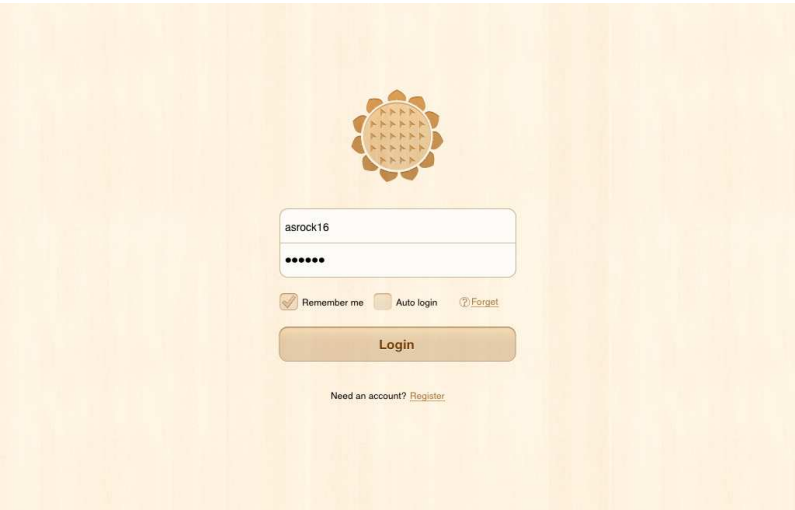 asrock16
••••••
Remember me Auto login ? Forget
Login
Need an account? Register